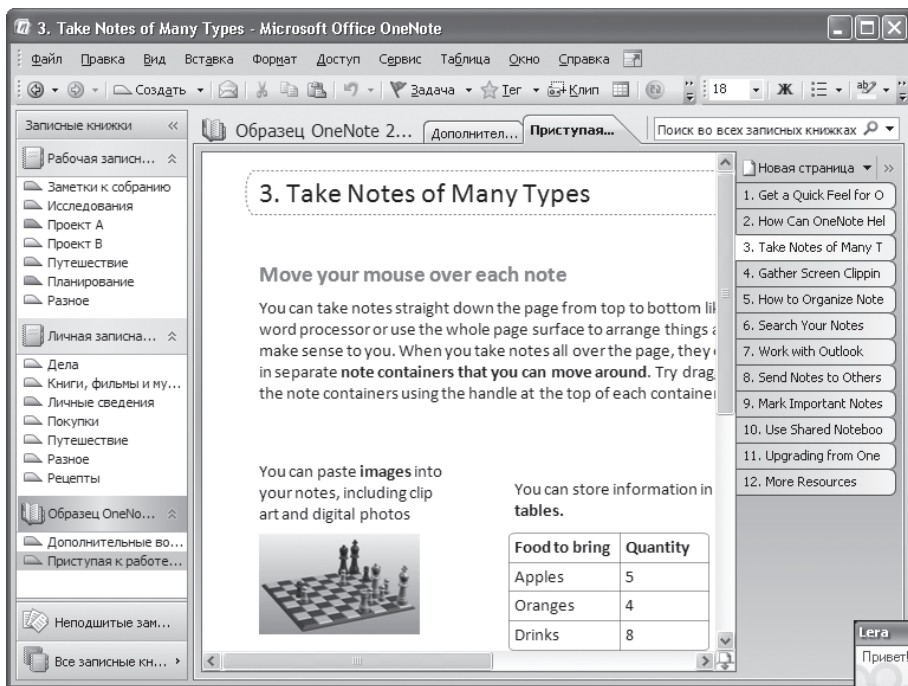 3. Take Notes of Many Types - Microsoft Office OneNote
Файл Правка Вид Вставка Формат Доступ Сервис Таблица Окно Справка
Создать Задача Тег Клип 18 Ж ab
Записные книжки
Образец OneNote 2... Дополнител... Приступая... Поиск во всех записных книжках
Рабочая записн...
Заметки к собранию
Исследования
Проект A
Проект B
Путешествие
Планирование
Разное
Личная записна...
Дела
Книги, фильмы и му...
Личные сведения
Покупки
Путешествие
Разное
Рецепты
Образец OneNo...
Дополнительные во...
Приступая к работе...
Неподшитые зам...
Все записные кн...
3. Take Notes of Many Types
Move your mouse over each note
You can take notes straight down the page from top to bottom li
word processor or use the whole page surface to arrange things a
make sense to you. When you take notes all over the page, they
in separate note containers that you can move around. Try drag
the note containers using the handle at the top of each container
You can paste images into
your notes, including clip
art and digital photos
You can store information in
tables.
Food to bring Quantity
Apples 5
Oranges 4
Drinks 8
Новая страница
1. Get a Quick Feel for O
2. How Can OneNote Hel
3. Take Notes of Many T
4. Gather Screen Clippin
5. How to Organize Note
6. Search Your Notes
7. Work with Outlook
8. Send Notes to Others
9. Mark Important Notes
10. Use Shared Noteboo
11. Upgrading from One
12. More Resources
Lera
Привет!